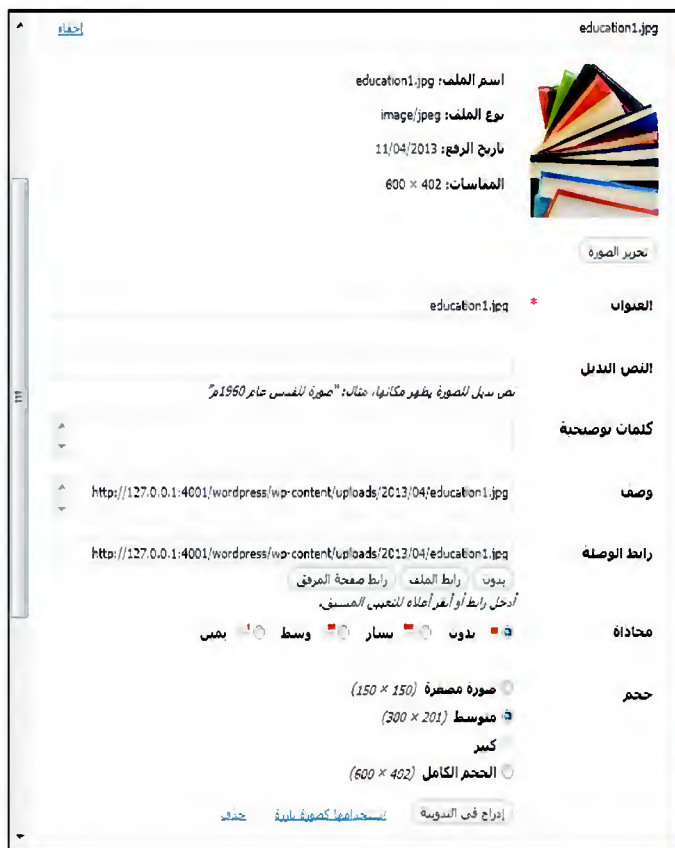 education1.jpg إخفاء
اسم الملف: education1.jpg
نوع الملف: image/jpeg
تاريخ الرفع: 11/04/2013
المقاسات: 402 × 600
تحرير الصورة
العنوان * education1.jpg
النص البديل
نص بديل للصورة يظهر مكانها، مثال: "صورة للقدس عام 1960م"
كلمات توضيحية
وصف http://127.0.0.1:4001/wordpress/wp-content/uploads/2013/04/education1.jpg
رابط الوصلة http://127.0.0.1:4001/wordpress/wp-content/uploads/2013/04/education1.jpg
بدون رابط الملف رابط صفحة المرفق
أدخل رابط أو أنقر أعلاه للتعيين المسبق.
محاذاة بدون يسار وسط يمين
حجم صورة مصغرة (150 × 150)
متوسط (300 × 201)
كبير
الحجم الكامل (600 × 402)
إدراج في التدوينة استخدامها كصورة بارزة حذف